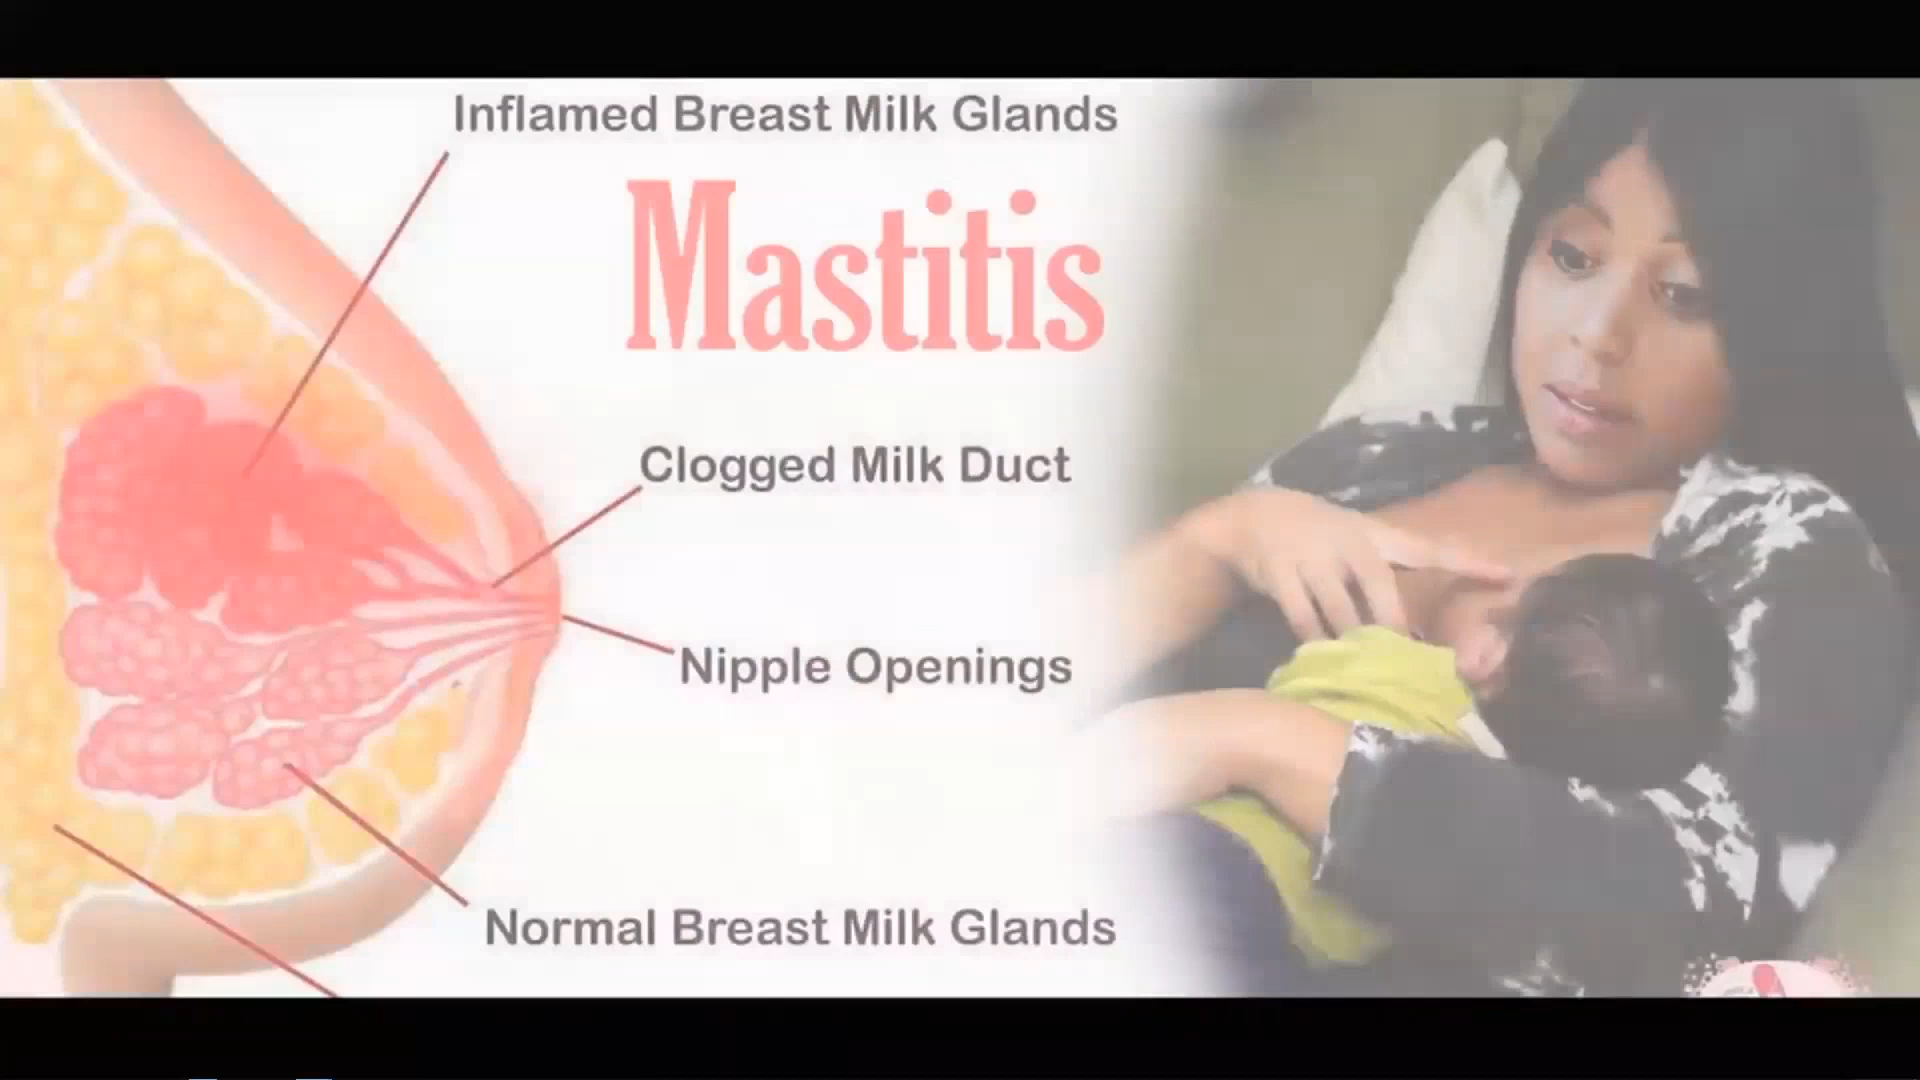 Inflamed Breast Milk Glands
Mastitis
Clogged Milk Duct
Nipple Openings
Normal Breast Milk Glands